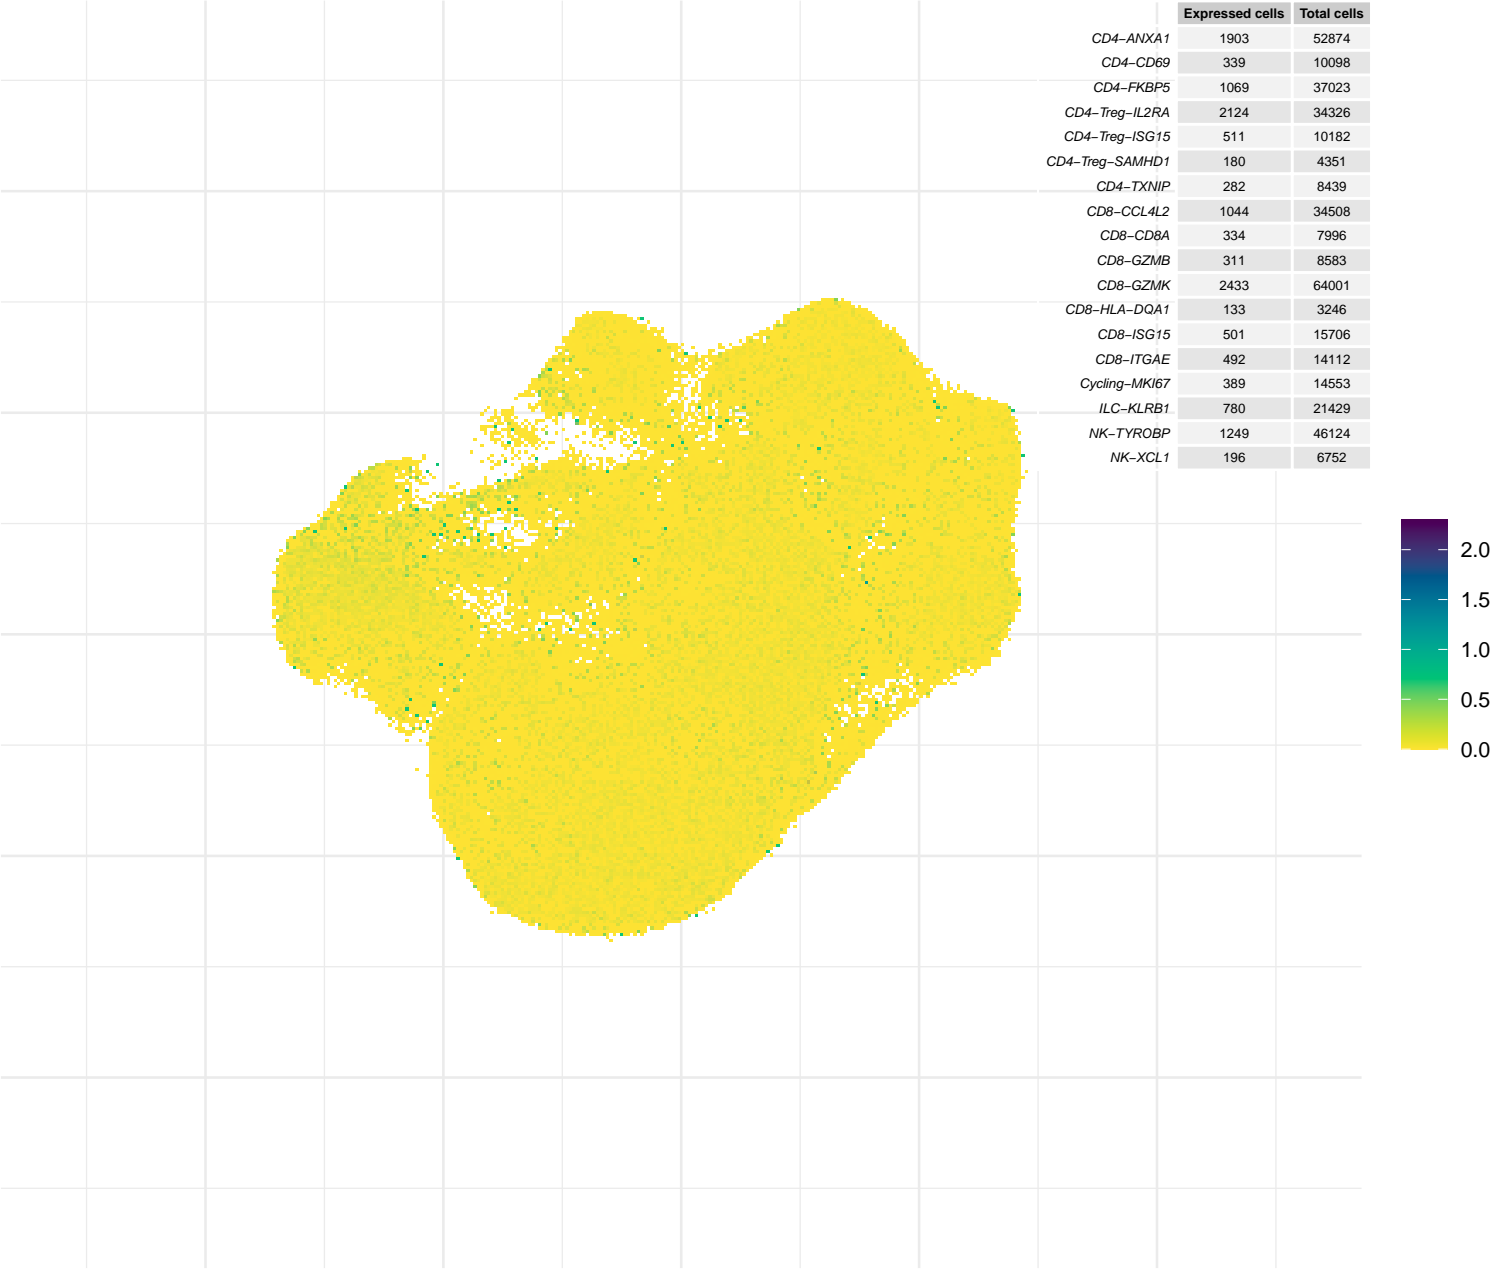 Expressed cells Total cells
CD4−ANXA1 1903 52874
CD4−CD69 339 10098
CD4−FKBP5 1069 37023
CD4−Treg−IL2RA 2124 34326
CD4−Treg−ISG15 511 10182
CD4−Treg−SAMHD1 180 4351
CD4−TXNIP 282 8439
CD8−CCL4L2 1044 34508
CD8−CD8A 334 7996
CD8−GZMB 311 8583
CD8−GZMK 2433 64001
CD8−HLA−DQA1 133 3246
CD8−ISG15 501 15706
CD8−ITGAE 492 14112
Cycling−MKI67 389 14553
ILC−KLRB1 780 21429
NK−TYROBP 1249 46124
NK−XCL1 196 6752
2.0
1.5
1.0
0.5
0.0